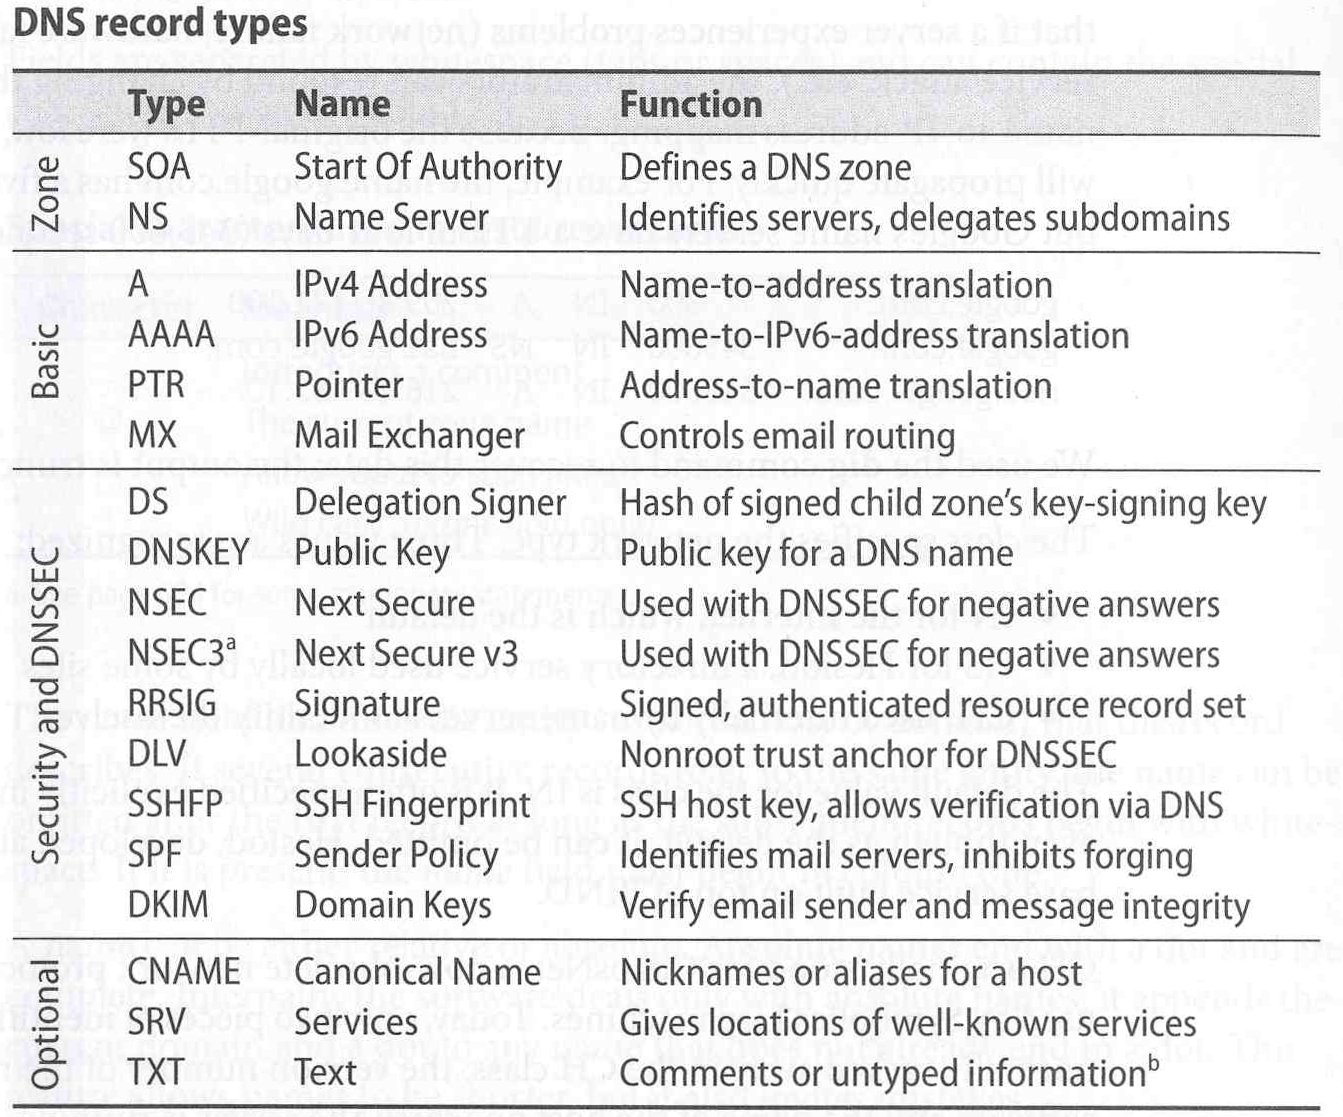 DNS record types
Type Name Function
Zone
SOA Start Of Authority Defines a DNS zone
NS Name Server Identifies servers, delegates subdomains
Basic
A IPv4 Address Name-to-address translation
AAAA IPv6 Address Name-to-IPv6-address translation
PTR Pointer Address-to-name translation
MX Mail Exchanger Controls email routing
Security and DNSSEC
DS Delegation Signer Hash of signed child zone's key-signing key
DNSKEY Public Key Public key for a DNS name
NSEC Next Secure Used with DNSSEC for negative answers
NSEC3ᵃ Next Secure v3 Used with DNSSEC for negative answers
RRSIG Signature Signed, authenticated resource record set
DLV Lookaside Nonroot trust anchor for DNSSEC
SSHFP SSH Fingerprint SSH host key, allows verification via DNS
SPF Sender Policy Identifies mail servers, inhibits forging
DKIM Domain Keys Verify email sender and message integrity
Optional
CNAME Canonical Name Nicknames or aliases for a host
SRV Services Gives locations of well-known services
TXT Text Comments or untyped informationᵇ